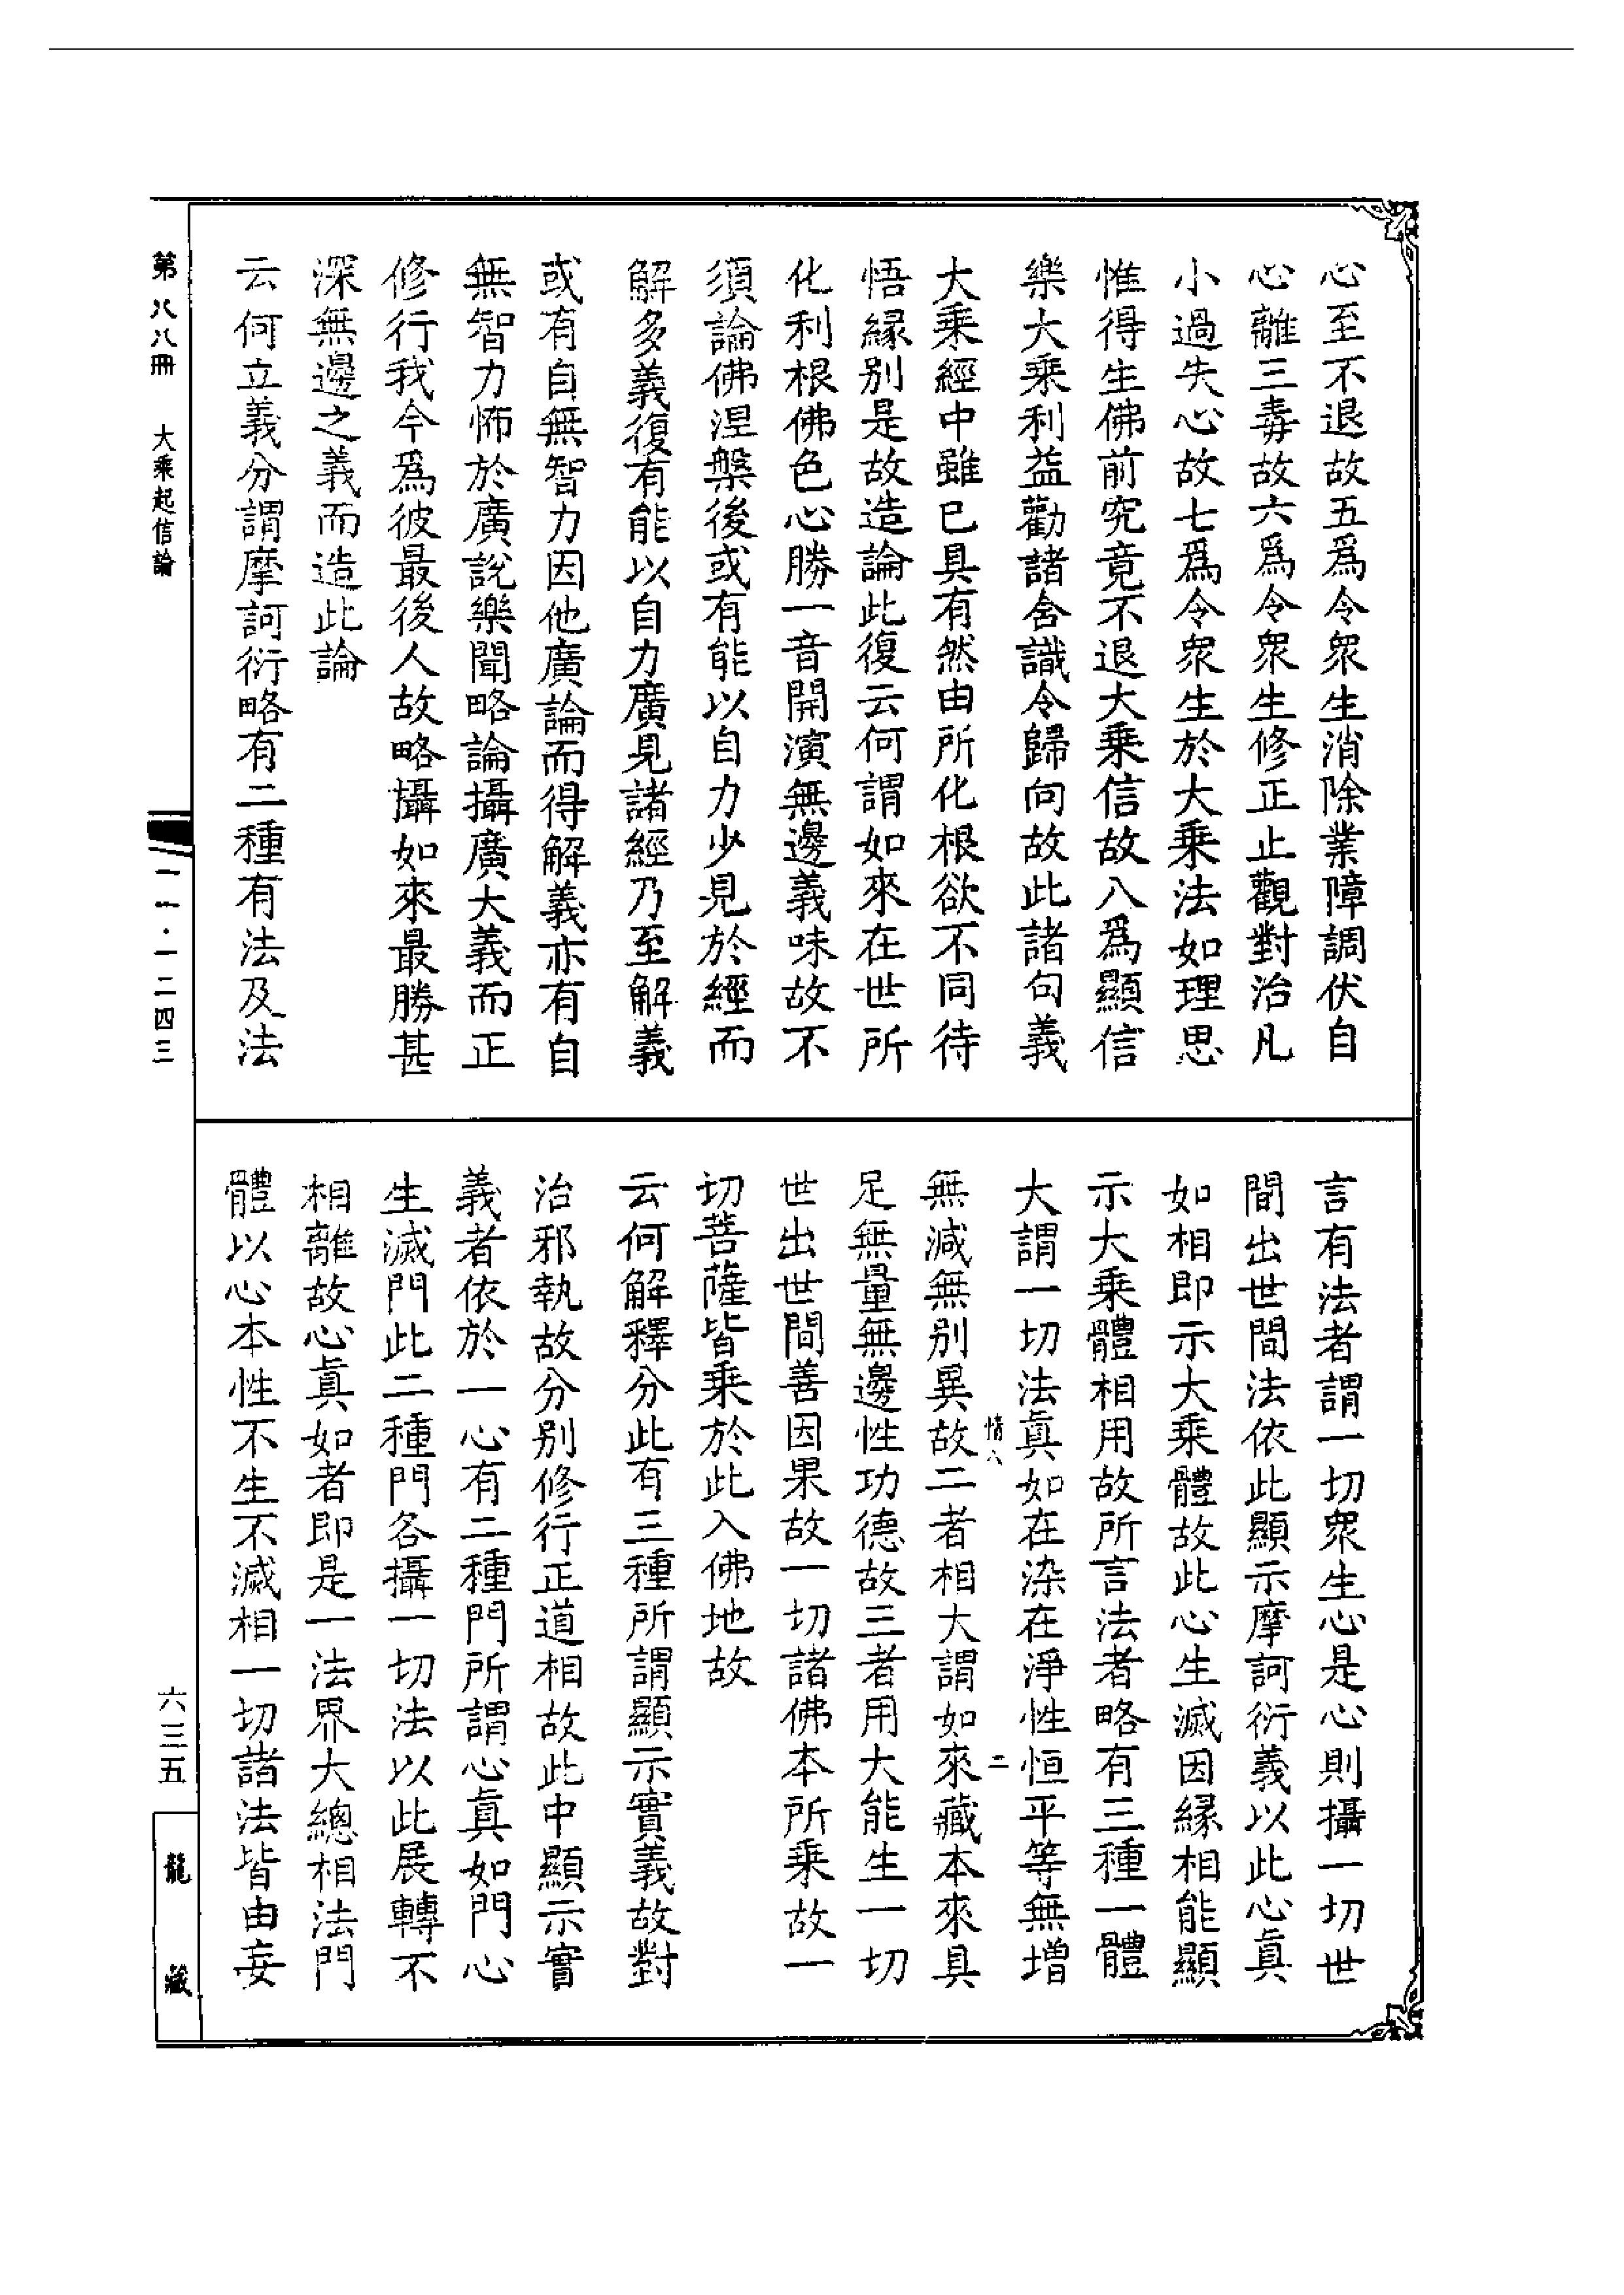 心至不退故五爲令衆生消除業障調伏自
心離三毒故六爲令衆生修正止觀對治凡
小過失心故七爲令衆生於大乘法如理思
惟得生佛前究竟不退大乘信故八爲顯信
樂大乘利益勸諸含識令歸向故此諸句義
大乘經中雖已具有然由所化根欲不同待
悟緣别是故造論此復云何謂如來在世所
化利根佛色心勝一音開演無邊義味故不
須論佛涅槃後或有能以自力少見於經而
解多義復有能以自力廣見諸經乃至解義
或有自無智力因他廣論而得解義亦有自
無智力怖於廣說樂聞略論攝廣大義而正
修行我今爲彼最後人故略攝如來最勝甚
深無邊之義而造此論
云何立義分謂摩訶衍略有二種有法及法
言有法者謂一切衆生心是心則攝一切世
間出世間法依此顯示摩訶衍義以此心眞
如相即示大乘體故此心生滅因緣相能顯
示大乘體相用故所言法者略有三種一體
大謂一切法眞如在染在淨性恒平等無增
情八 二
無減無别異故二者相大謂如來藏本來具
足無量無邊性功德故三者用大能生一切
世出世間善因果故一切諸佛本所乘故一
切菩薩皆乘於此入佛地故
云何解釋分此有三種所謂顯示實義故對
治邪執故分别修行正道相故此中顯示實
義者依於一心有二種門所謂心眞如門心
生滅門此二種門各攝一切法以此展轉不
相離故心眞如者即是一法界大總相法門
體以心本性不生不滅相一切諸法皆由妄
第八八冊 大乘起信論 一一·一二四三 六三五
龍藏